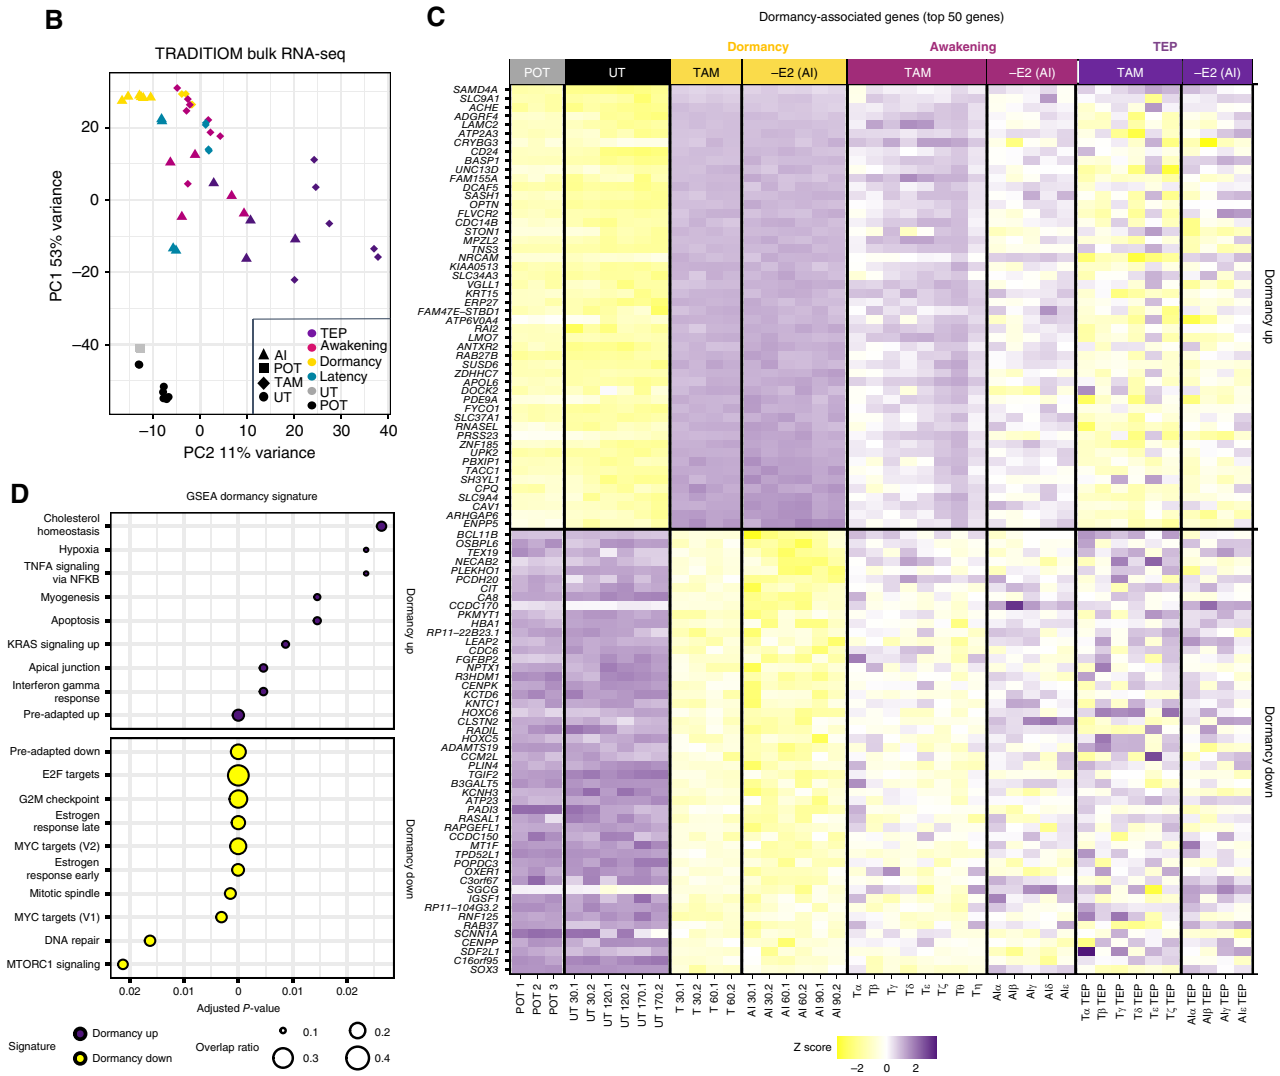 B
TRADITIOM bulk RNA-seq
PC1 53% variance
20
0
−20
−40
−10
0
10
20
30
40
PC2 11% variance
AI
POT
TAM
UT
TEP
Awakening
Dormancy
Latency
UT
POT
C
Dormancy-associated genes (top 50 genes)
Dormancy
Awakening
TEP
POT
UT
TAM
−E2 (AI)
TAM
−E2 (AI)
TAM
−E2 (AI)
SAMD4A
SLC9A1
ACHE
ADGRF4
LAMC2
ATP2A3
CRYBG3
CD24
BASP1
UNC13D
FAM155A
DCAF5
SASH1
OPTN
FLVCR2
CDC14B
STON1
MPZL2
TNS3
NRCAM
KIAA0513
SLC34A3
VGLL1
KRT15
ERP27
FAM47E−STBD1
ATP6V0A4
RAI2
LMO7
ANTXR2
RAB27B
SUSD6
ZDHHC7
APOL6
DOCK2
PDE9A
FYCO1
SLC37A1
RNASEL
PRSS23
ZNF185
UPK2
PBXIP1
TACC1
SH3YL1
CPQ
SLC9A4
CAV1
ARHGAP6
ENPP5
Dormancy up
BCL11B
OSBPL6
TEX19
NECAB2
PLEKHO1
PCDH20
CIT
CA8
CCDC170
PKMYT1
HBA1
RP11−22B23.1
LEAP2
CDC6
FGFBP2
NPTX1
R3HDM1
CENPK
KCTD6
KNTC1
HOXC6
CLSTN2
RADIL
HOXC5
ADAMTS19
CCM2L
PLIN4
TGIF2
B3GALT5
KCNH3
ATP23
PADI3
RASAL1
RAPGEFL1
CCDC150
MT1F
TPD52L1
POPDC3
OXER1
C3orf67
SGCG
IGSF1
RP11−104G3.2
RNF125
RAB37
SCNN1A
CENPP
SDF2L1
C16orf95
SOX3
Dormancy down
POT 1
POT 2
POT 3
UT 30.1
UT 30.2
UT 120.1
UT 120.2
UT 170.1
UT 170.2
T 30.1
T 30.2
T 60.1
T 60.2
AI 30.1
AI 30.2
AI 60.1
AI 60.2
AI 90.1
AI 90.2
Tα
Tβ
Tγ
Tδ
Tε
Tζ
Tθ
Tη
AIα
AIβ
AIγ
AIδ
AIε
Tα TEP
Tβ TEP
Tγ TEP
Tδ TEP
Tε TEP
Tζ TEP
AIα TEP
AIβ TEP
AIγ TEP
AIε TEP
Z score
−2
0
2
D
GSEA dormancy signature
Cholesterol
homeostasis
Hypoxia
TNFA signaling
via NFKB
Myogenesis
Apoptosis
KRAS signaling up
Apical junction
Interferon gamma
response
Pre-adapted up
Dormancy up
Pre-adapted down
E2F targets
G2M checkpoint
Estrogen
response late
MYC targets (V2)
Estrogen
response early
Mitotic spindle
MYC targets (V1)
DNA repair
MTORC1 signaling
Dormancy down
0.02
0.01
0
0.01
0.02
Adjusted P-value
Signature
Dormancy up
Dormancy down
Overlap ratio
0.1
0.2
0.3
0.4